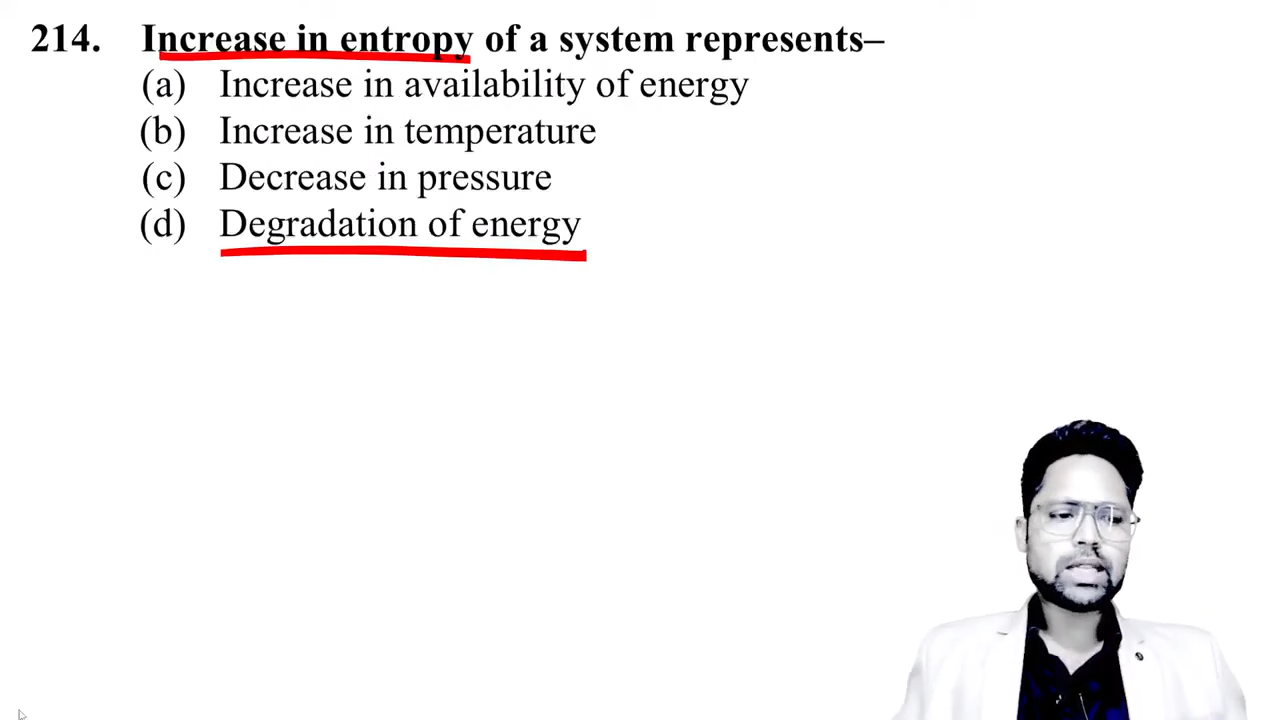 214. Increase in entropy of a system represents–
(a) Increase in availability of energy
(b) Increase in temperature
(c) Decrease in pressure
(d) Degradation of energy